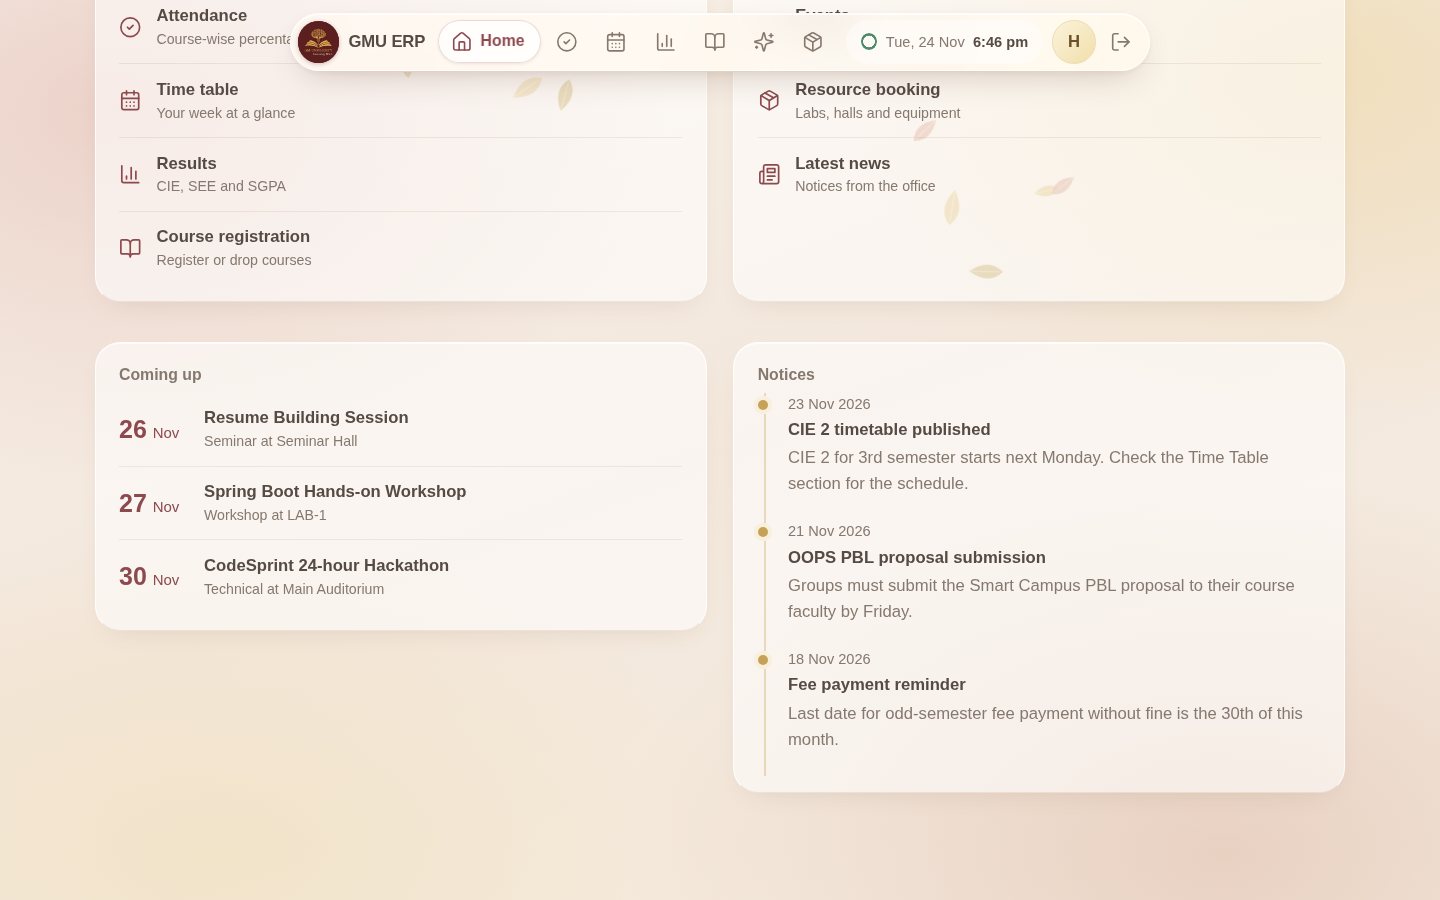 GMU ERP
Home
Tue, 24 Nov 6:46 pm
H
Attendance
Course-wise percenta
Time table
Your week at a glance
Results
CIE, SEE and SGPA
Course registration
Register or drop courses
Events
Resource booking
Labs, halls and equipment
Latest news
Notices from the office
Coming up
26 Nov
Resume Building Session
Seminar at Seminar Hall
27 Nov
Spring Boot Hands-on Workshop
Workshop at LAB-1
30 Nov
CodeSprint 24-hour Hackathon
Technical at Main Auditorium
Notices
23 Nov 2026
CIE 2 timetable published
CIE 2 for 3rd semester starts next Monday. Check the Time Table
section for the schedule.
21 Nov 2026
OOPS PBL proposal submission
Groups must submit the Smart Campus PBL proposal to their course
faculty by Friday.
18 Nov 2026
Fee payment reminder
Last date for odd-semester fee payment without fine is the 30th of this
month.